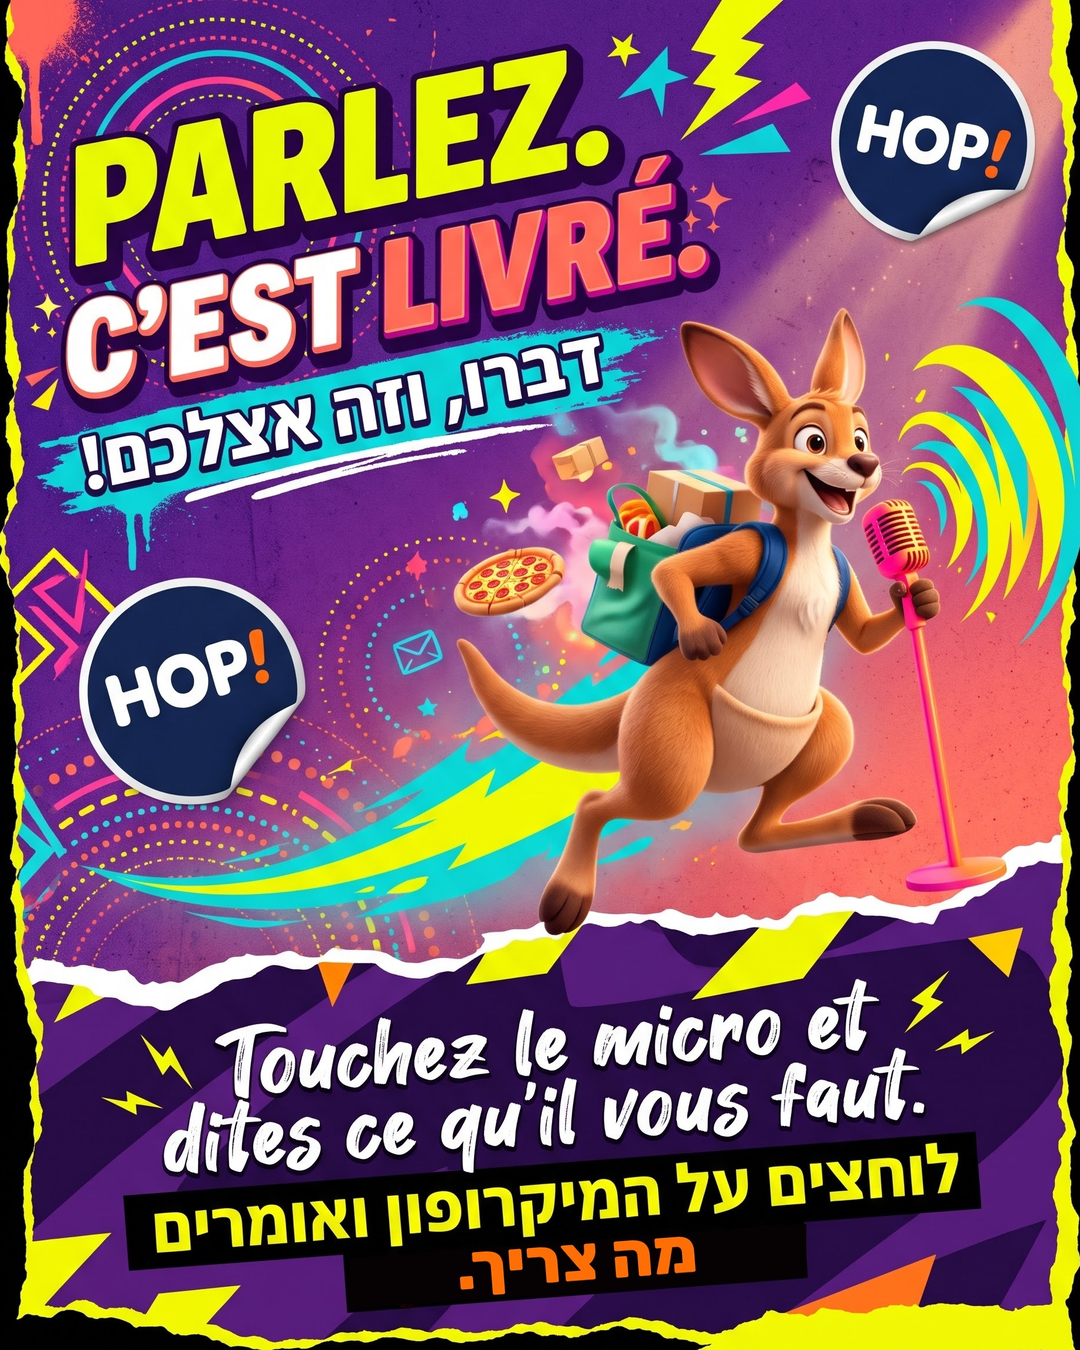 PARLEZ.
C'EST LIVRÉ.
דברו, וזה אצלכם!
HOP!
HOP!
Touchez le micro et
dites ce qu'il vous faut.
לוחצים על המיקרופון ואומרים
מה צריך.